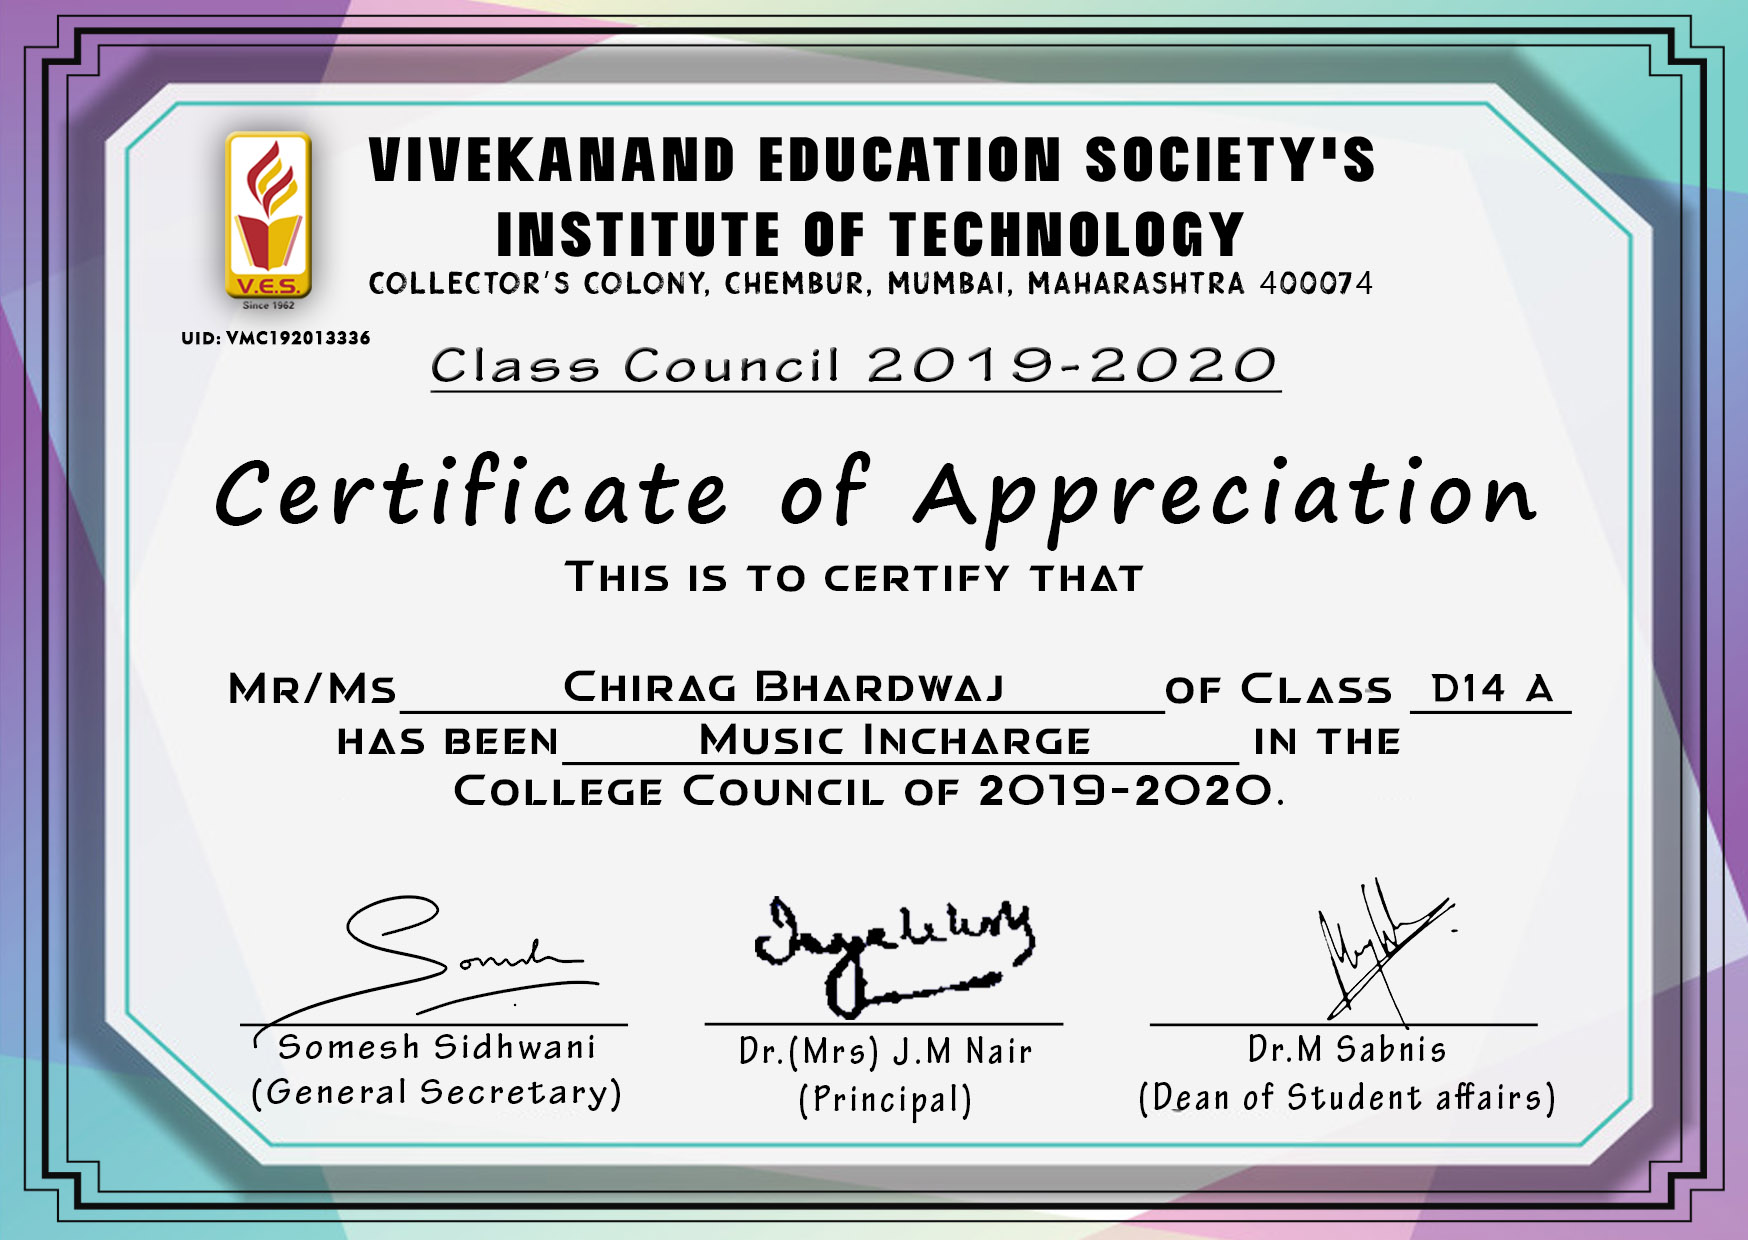 VIVEKANAND EDUCATION SOCIETY'S
INSTITUTE OF TECHNOLOGY
COLLECTOR'S COLONY, CHEMBUR, MUMBAI, MAHARASHTRA 400074
V.E.S.
Since 1962
UID: VMC192013336
Class Council 2019-2020
Certificate of Appreciation
THIS IS TO CERTIFY THAT
MR/MS CHIRAG BHARDWAJ OF CLASS D14 A
HAS BEEN MUSIC INCHARGE IN THE
COLLEGE COUNCIL OF 2019-2020.
Somesh Sidhwani
(General Secretary)
Dr.(Mrs) J.M Nair
(Principal)
Dr.M Sabnis
(Dean of Student affairs)